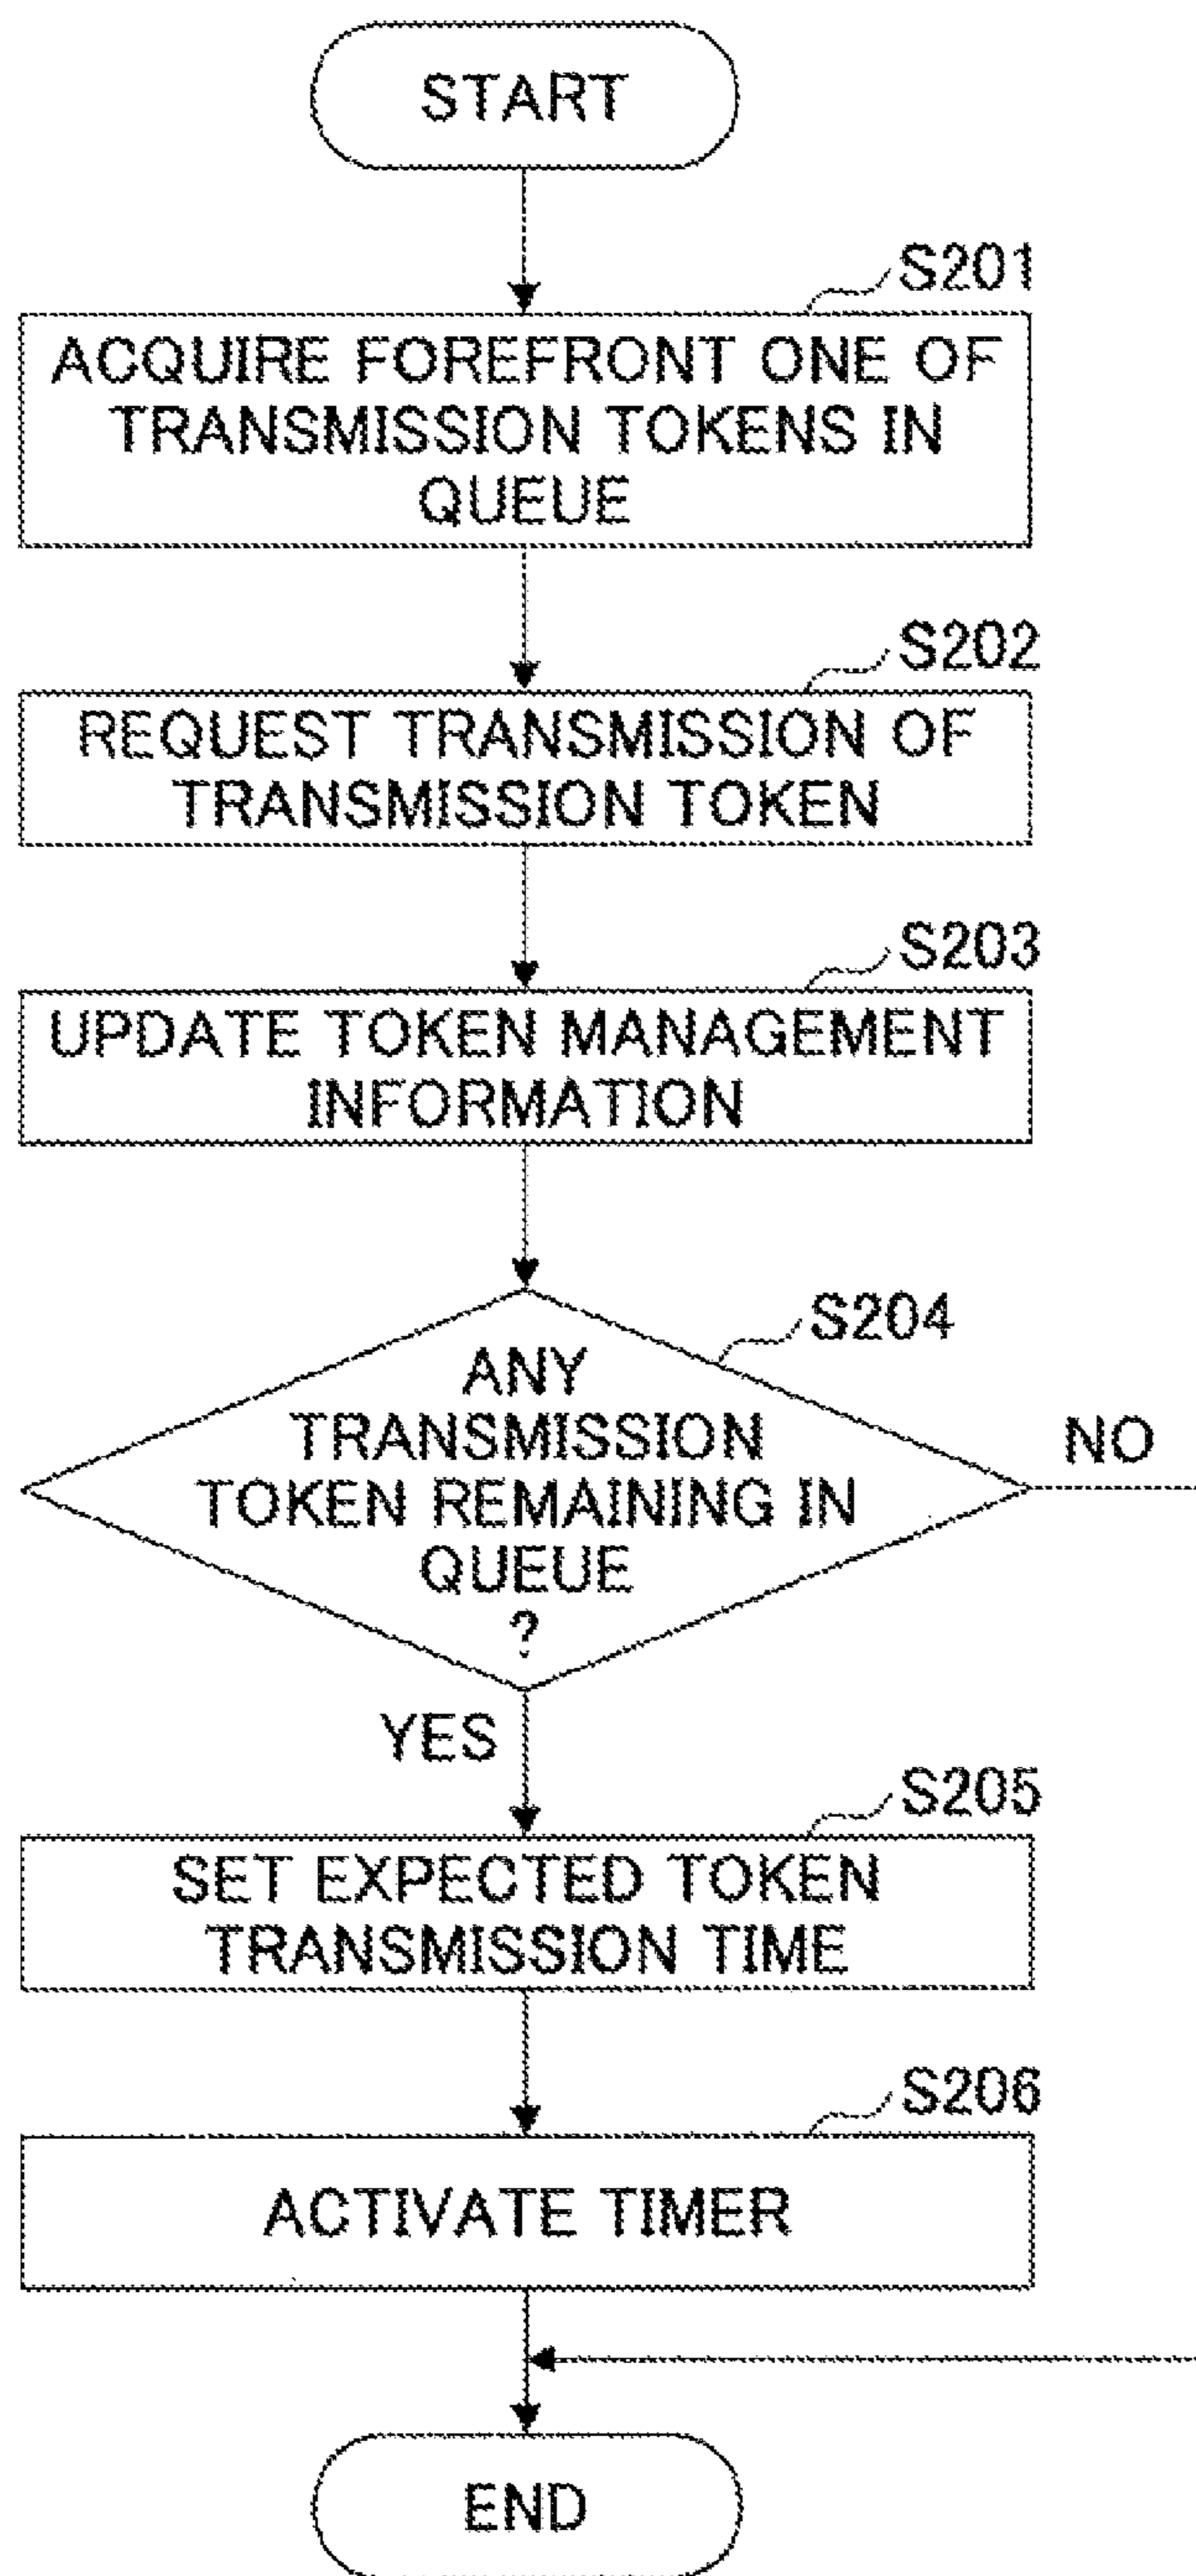 START
S201
ACQUIRE FOREFRONT ONE OF
TRANSMISSION TOKENS IN
QUEUE
S202
REQUEST TRANSMISSION OF
TRANSMISSION TOKEN
S203
UPDATE TOKEN MANAGEMENT
INFORMATION
S204
ANY
TRANSMISSION
TOKEN REMAINING IN
QUEUE
?
NO
YES
S205
SET EXPECTED TOKEN
TRANSMISSION TIME
S206
ACTIVATE TIMER
END